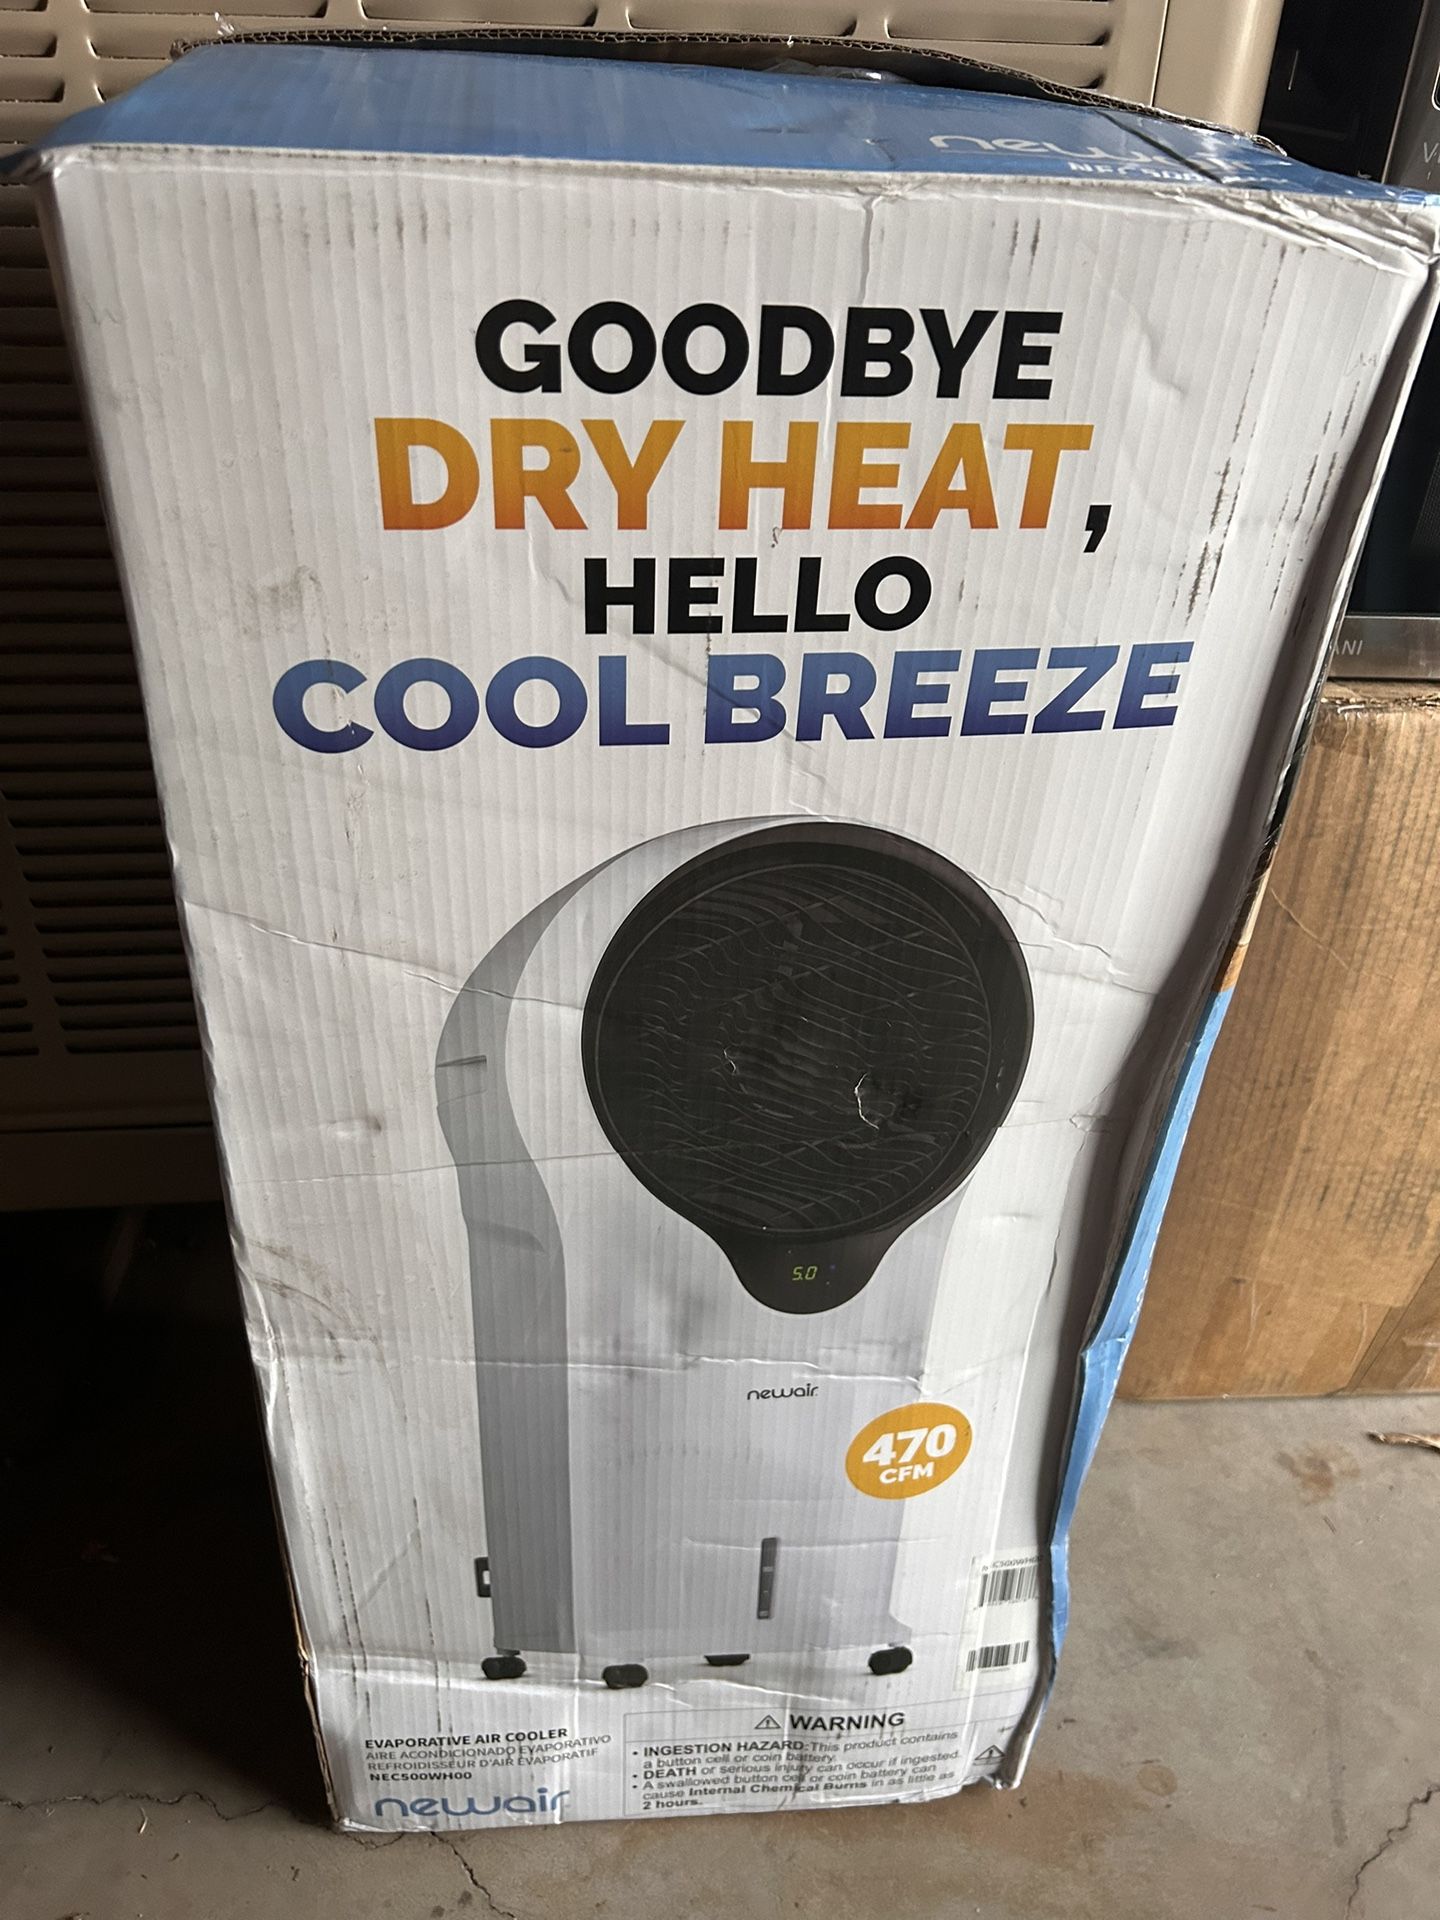 newair
GOODBYE
DRY HEAT,
HELLO
COOL BREEZE
5.0
newair
470
CFM
EVAPORATIVE AIR COOLER
AIRE ACONDICIONADO EVAPORATIVO
REFROIDISSEUR D'AIR ÉVAPORATIF
NEC500WH00
newair
⚠ WARNING
• INGESTION HAZARD: This product contains
a button cell or coin battery.
• DEATH or serious injury can occur if ingested.
• A swallowed button cell or coin battery can
cause Internal Chemical Burns in as little as
2 hours.